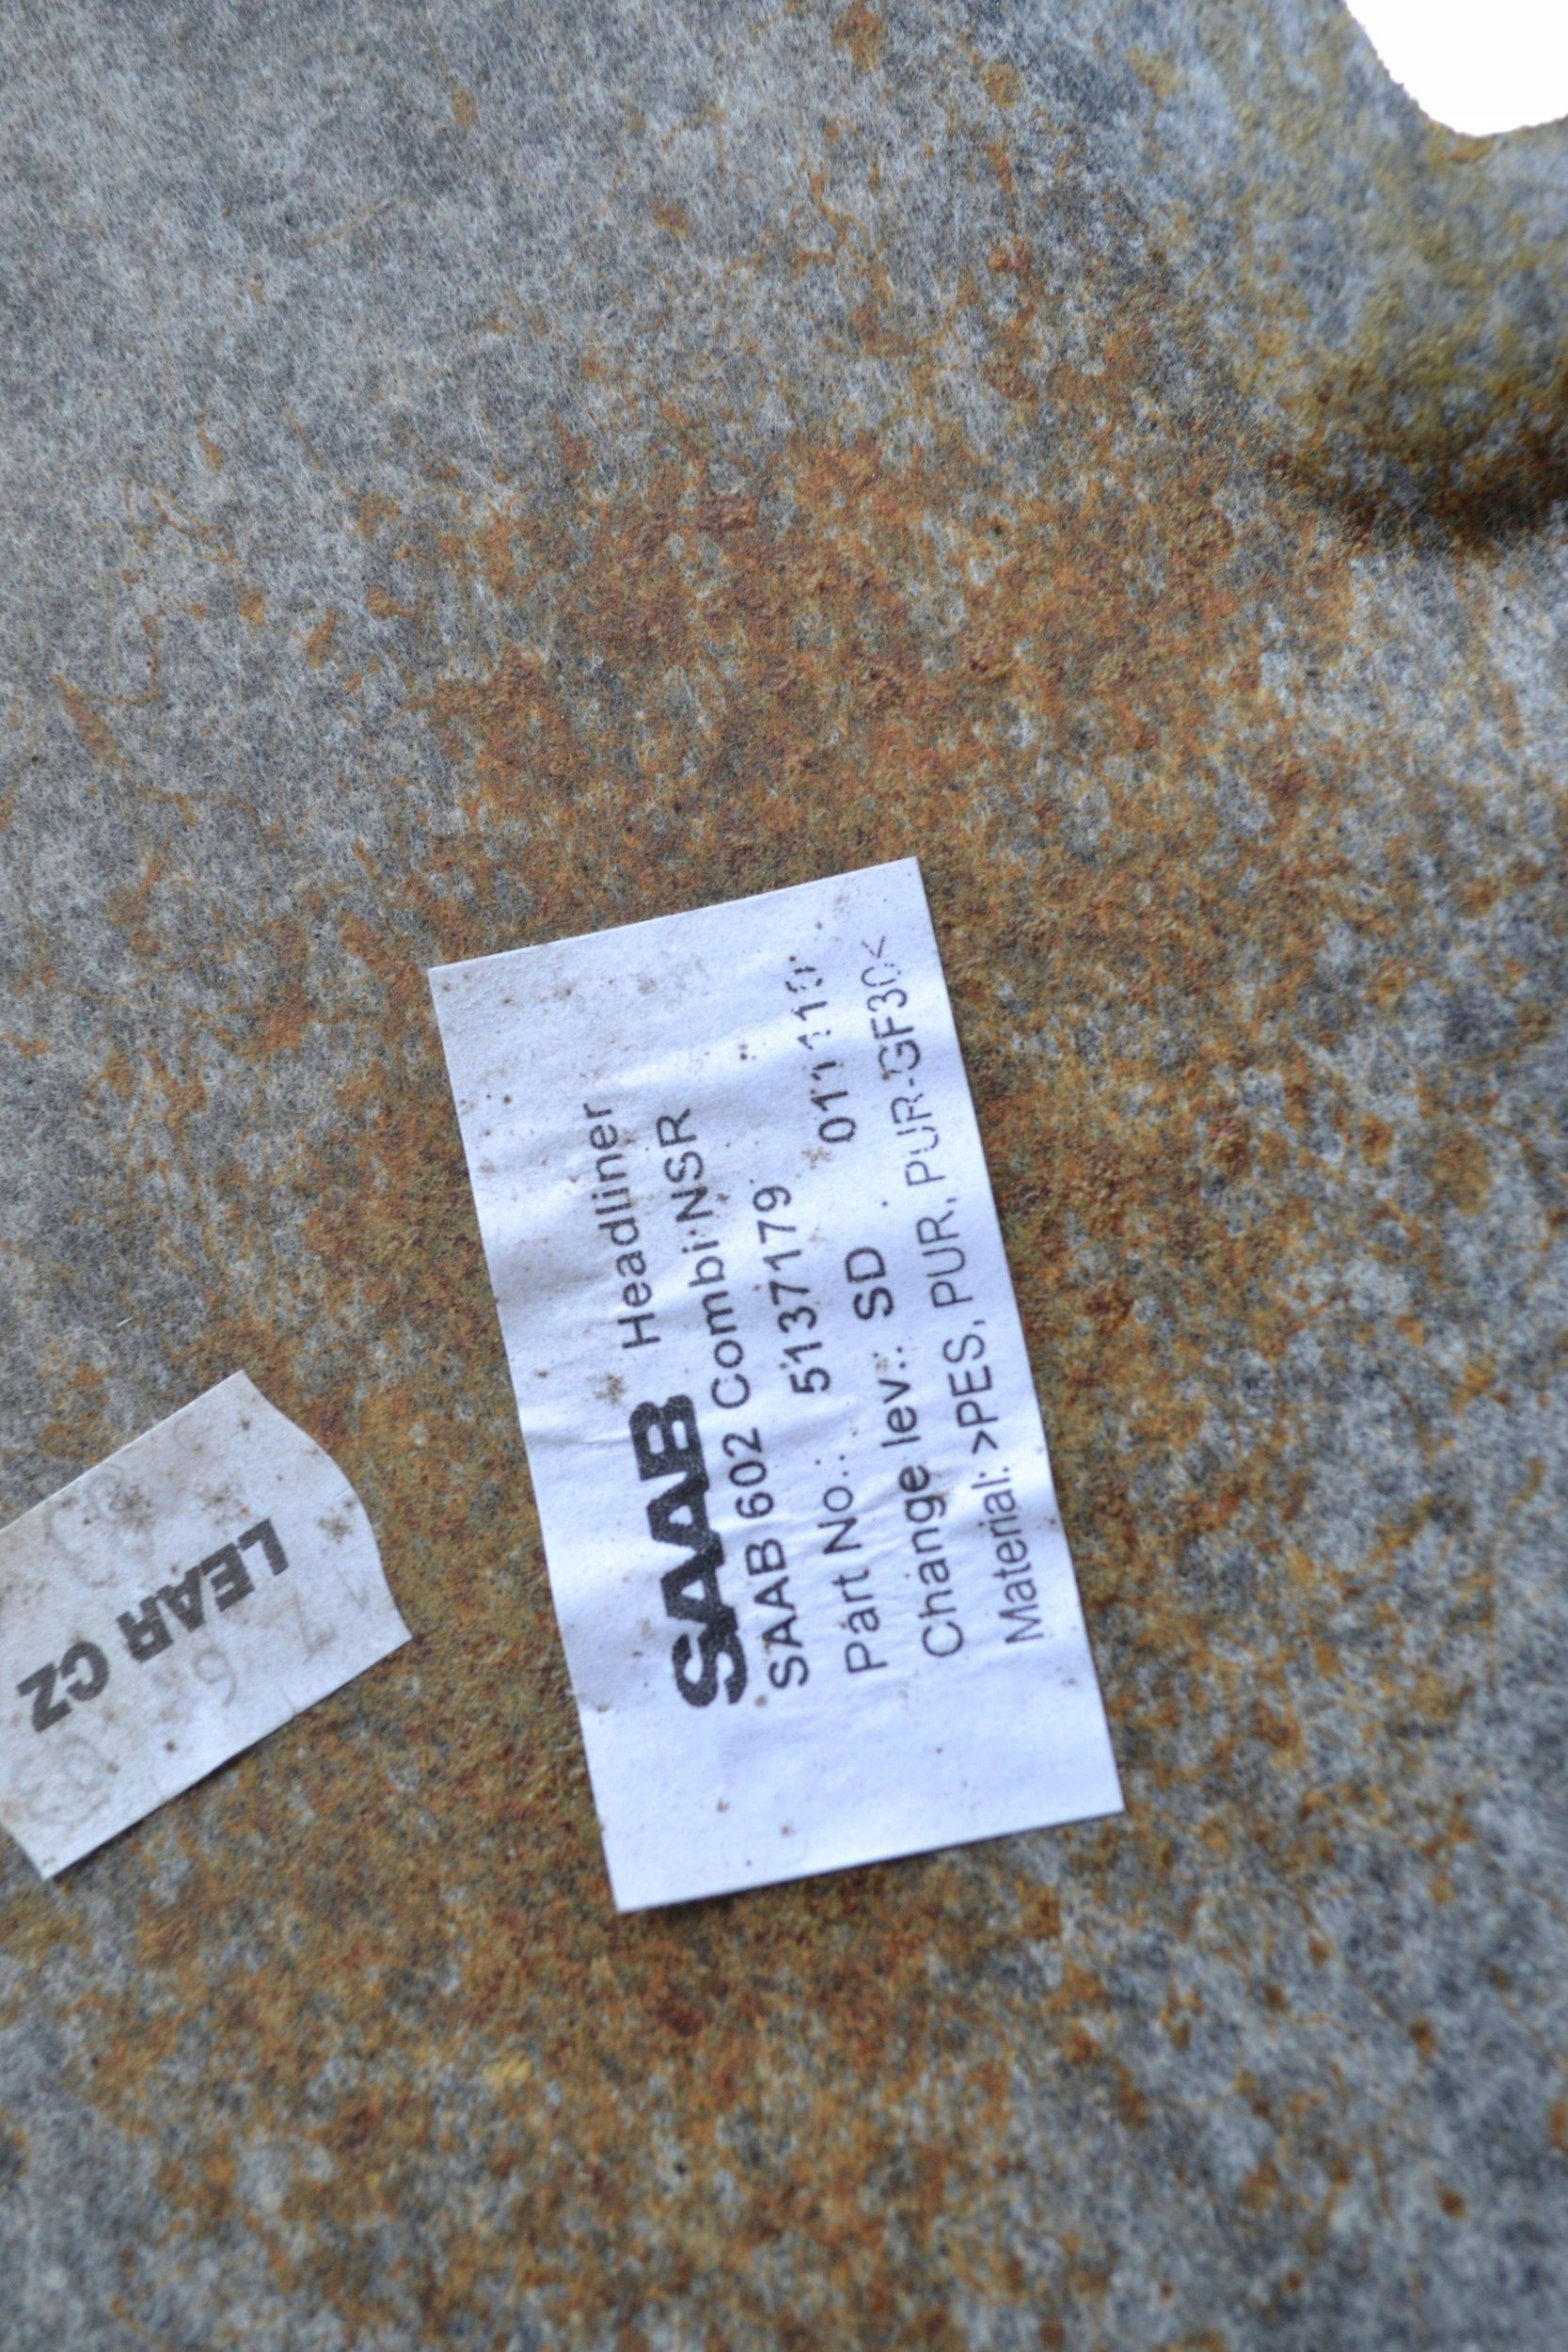 SAAB Headliner
SAAB 602 Combi NSR
Part No.: 5137179
Change lev.: SD 011110
Material: >PES, PUR, PUR-GF30<
LEAR CZ